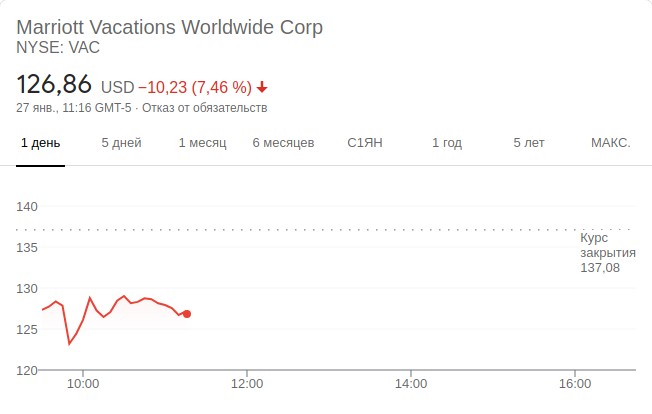 Marriott Vacations Worldwide Corp
NYSE: VAC
126,86 USD −10,23 (7,46 %)
27 янв., 11:16 GMT-5 · Отказ от обязательств
1 день 5 дней 1 месяц 6 месяцев С1ЯН 1 год 5 лет МАКС.
140
135
130
125
120
Курс
закрытия
137,08
10:00 12:00 14:00 16:00